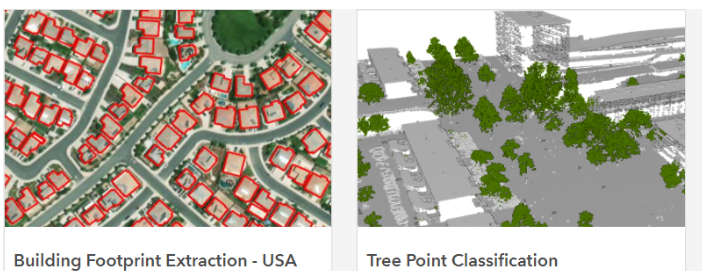 Building Footprint Extraction - USA
Tree Point Classification